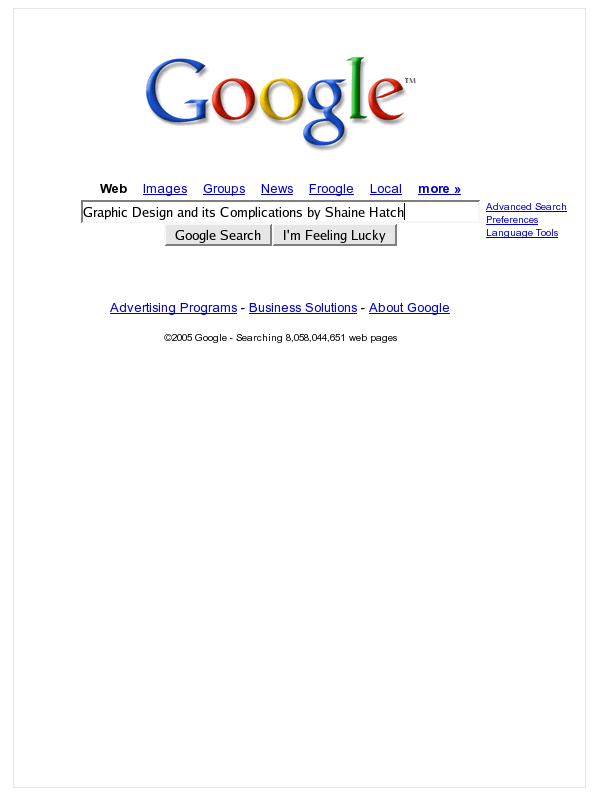 Google™
Web Images Groups News Froogle Local more »
Graphic Design and its Complications by Shaine Hatch
Advanced Search
Preferences
Language Tools
Google Search I'm Feeling Lucky
Advertising Programs - Business Solutions - About Google
©2005 Google - Searching 8,058,044,651 web pages